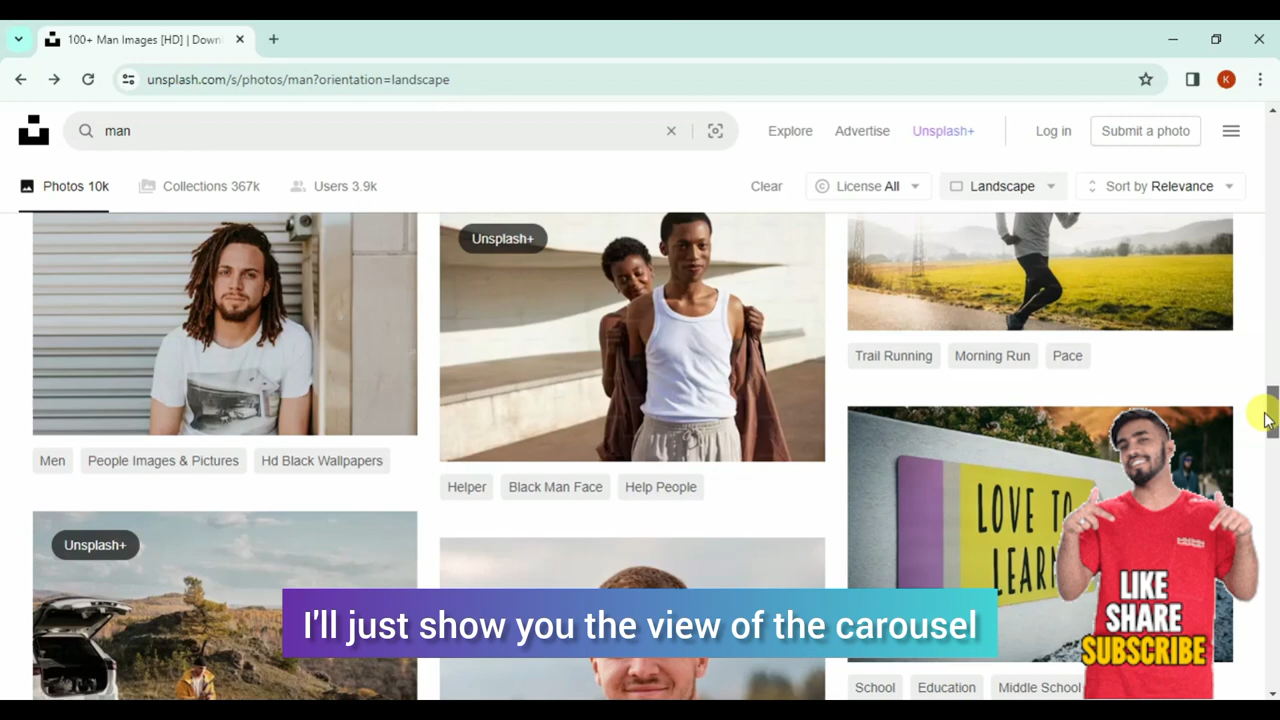 100+ Man Images [HD] | Down
unsplash.com/s/photos/man?orientation=landscape
K
man
Explore
Advertise
Unsplash+
Log in
Submit a photo
Photos 10k
Collections 367k
Users 3.9k
Clear
License All
Landscape
Sort by Relevance
Unsplash+
Trail Running
Morning Run
Pace
Men
People Images & Pictures
Hd Black Wallpapers
Helper
Black Man Face
Help People
LOVE TO
LEARN
Unsplash+
I'll just show you the view of the carousel
LIKE
SHARE
SUBSCRIBE
School
Education
Middle School